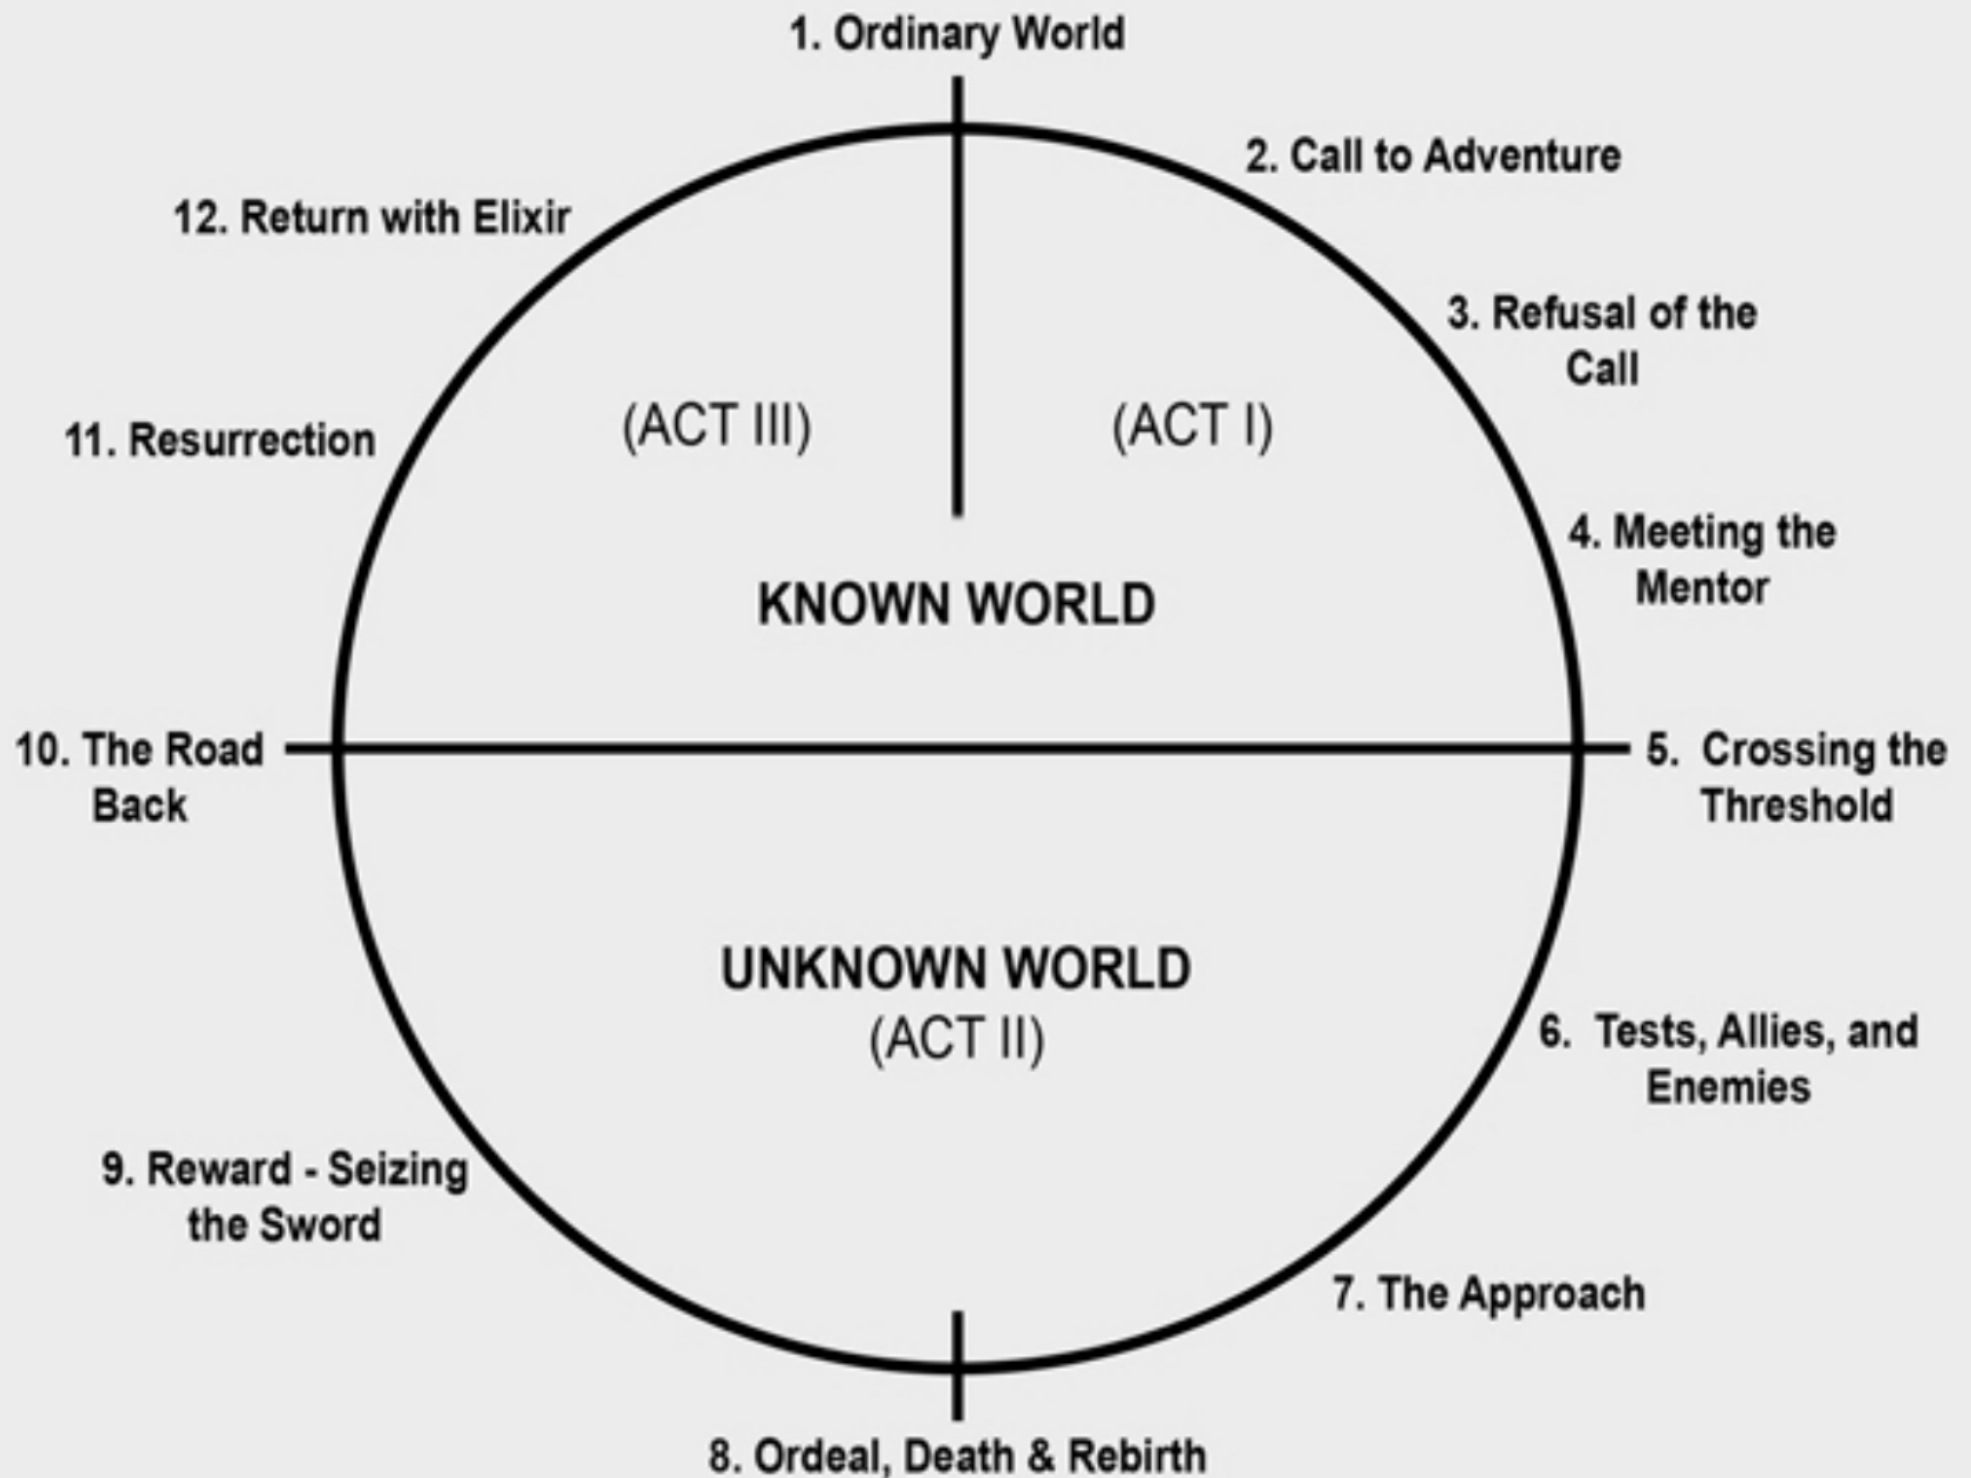 1. Ordinary World
2. Call to Adventure
3. Refusal of the
Call
4. Meeting the
Mentor
5. Crossing the
Threshold
6. Tests, Allies, and
Enemies
7. The Approach
8. Ordeal, Death & Rebirth
9. Reward - Seizing
the Sword
10. The Road
Back
11. Resurrection
12. Return with Elixir
(ACT III)
(ACT I)
KNOWN WORLD
UNKNOWN WORLD
(ACT II)